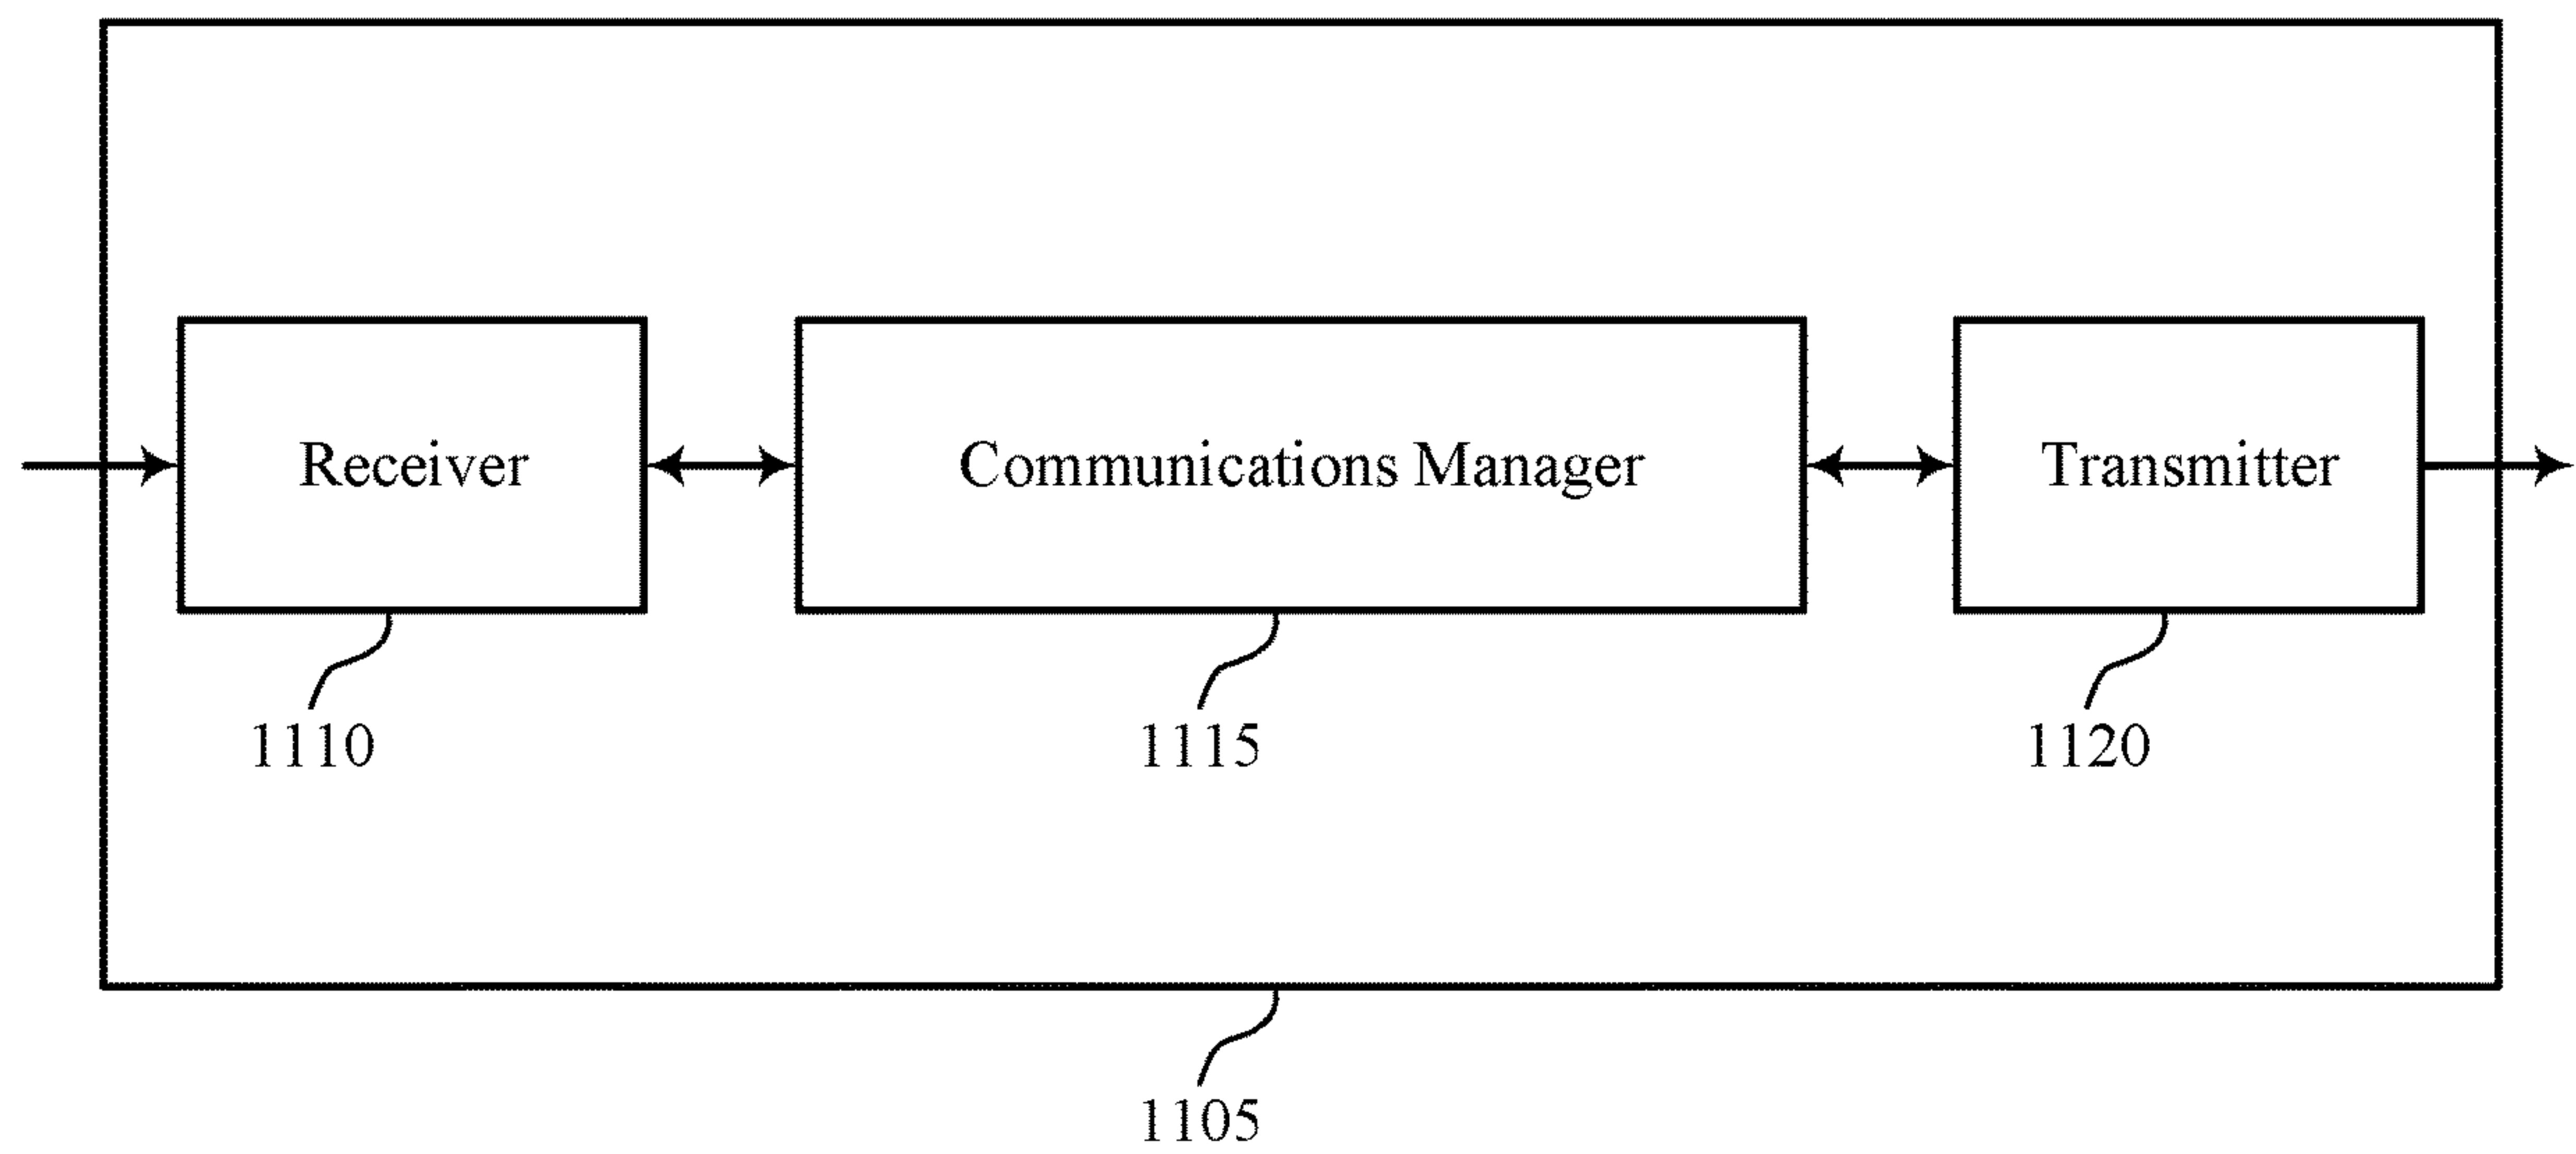 Receiver
Communications Manager
Transmitter
1110
1115
1120
1105